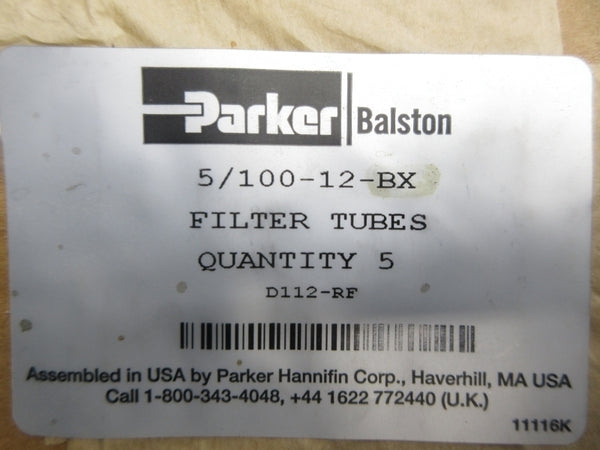 Parker Balston
5/100-12-BX
FILTER TUBES
QUANTITY 5
D112-RF
Assembled in USA by Parker Hannifin Corp., Haverhill, MA USA
Call 1-800-343-4048, +44 1622 772440 (U.K.)
11116K